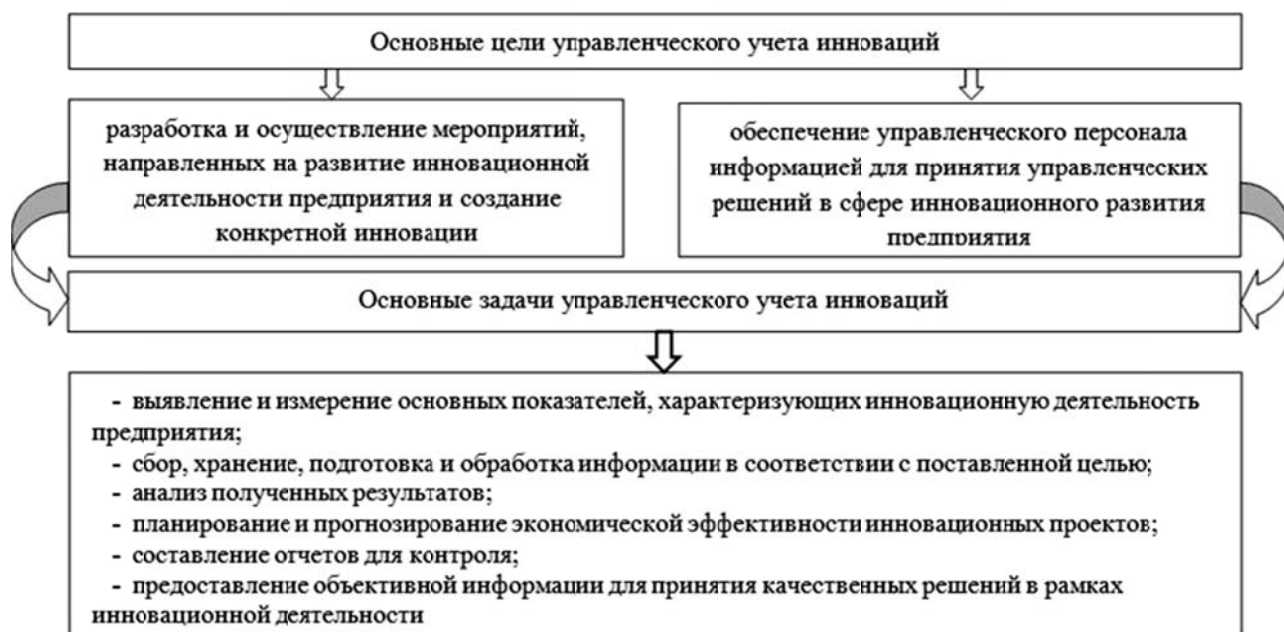 Основные цели управленческого учета инноваций
разработка и осуществление мероприятий,
направленных на развитие инновационной
деятельности предприятия и создание
конкретной инновации
обеспечение управленческого персонала
информацией для принятия управленческих
решений в сфере инновационного развития
предприятия
Основные задачи управленческого учета инноваций
- выявление и измерение основных показателей, характеризующих инновационную деятельность
предприятия;
- сбор, хранение, подготовка и обработка информации в соответствии с поставленной целью;
- анализ полученных результатов;
- планирование и прогнозирование экономической эффективности инновационных проектов;
- составление отчетов для контроля;
- предоставление объективной информации для принятия качественных решений в рамках
инновационной деятельности